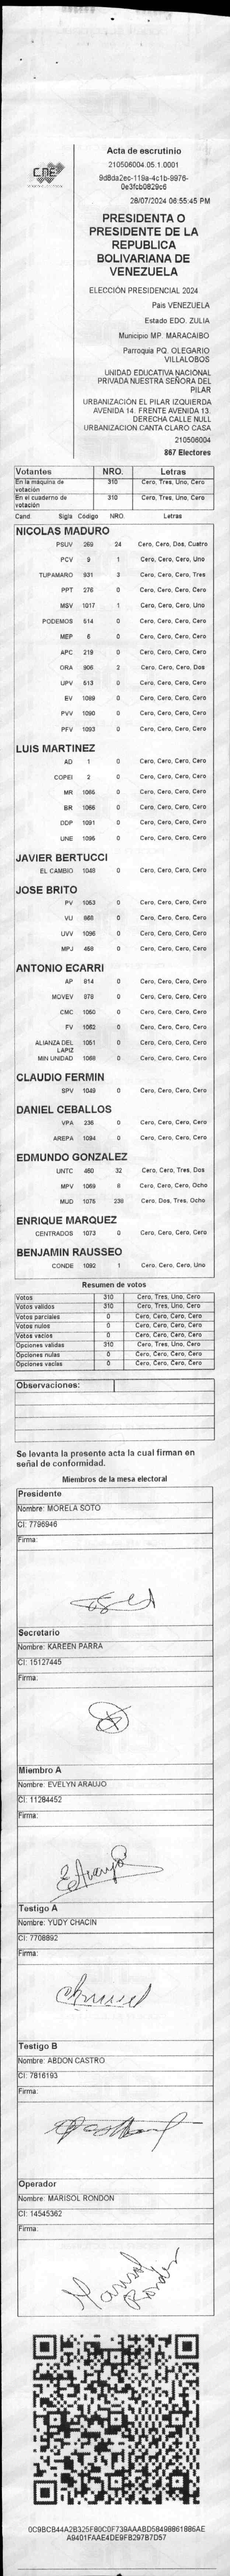 CNE
Acta de escrutinio
210506004.05.1.0001
9d8da2ec-119a-4c1b-9976-
0e3fcb0829c6
28/07/2024 06:55:45 PM
PRESIDENTA O
PRESIDENTE DE LA
REPUBLICA
BOLIVARIANA DE
VENEZUELA
ELECCIÓN PRESIDENCIAL 2024
Pais VENEZUELA
Estado EDO. ZULIA
Municipio MP. MARACAIBO
Parroquia PQ. OLEGARIO
VILLALOBOS
UNIDAD EDUCATIVA NACIONAL
PRIVADA NUESTRA SEÑORA DEL
PILAR
URBANIZACIÓN EL PILAR IZQUIERDA
AVENIDA 14. FRENTE AVENIDA 13.
DERECHA CALLE NULL
URBANIZACION CANTA CLARO CASA
210506004
867 Electores
Votantes NRO. Letras
En la máquina de votación 310 Cero, Tres, Uno, Cero
En el cuaderno de votación 310 Cero, Tres, Uno, Cero
Cand Sigla Código NRO. Letras
NICOLAS MADURO
PSUV 269 24 Cero, Cero, Dos, Cuatro
PCV 9 1 Cero, Cero, Cero, Uno
TUPAMARO 931 3 Cero, Cero, Cero, Tres
PPT 276 0 Cero, Cero, Cero, Cero
MSV 1017 1 Cero, Cero, Cero, Uno
PODEMOS 514 0 Cero, Cero, Cero, Cero
MEP 6 0 Cero, Cero, Cero, Cero
APC 219 0 Cero, Cero, Cero, Cero
ORA 906 2 Cero, Cero, Cero, Dos
UPV 513 0 Cero, Cero, Cero, Cero
EV 1089 0 Cero, Cero, Cero, Cero
PVV 1090 0 Cero, Cero, Cero, Cero
PFV 1093 0 Cero, Cero, Cero, Cero
LUIS MARTINEZ
AD 1 0 Cero, Cero, Cero, Cero
COPEI 2 0 Cero, Cero, Cero, Cero
MR 1065 0 Cero, Cero, Cero, Cero
BR 1066 0 Cero, Cero, Cero, Cero
DDP 1091 0 Cero, Cero, Cero, Cero
UNE 1095 0 Cero, Cero, Cero, Cero
JAVIER BERTUCCI
EL CAMBIO 1048 0 Cero, Cero, Cero, Cero
JOSE BRITO
PV 1053 0 Cero, Cero, Cero, Cero
VU 868 0 Cero, Cero, Cero, Cero
UVV 1096 0 Cero, Cero, Cero, Cero
MPJ 458 0 Cero, Cero, Cero, Cero
ANTONIO ECARRI
AP 814 0 Cero, Cero, Cero, Cero
MOVEV 878 0 Cero, Cero, Cero, Cero
CMC 1050 0 Cero, Cero, Cero, Cero
FV 1062 0 Cero, Cero, Cero, Cero
ALIANZA DEL LAPIZ 1051 0 Cero, Cero, Cero, Cero
MIN UNIDAD 1068 0 Cero, Cero, Cero, Cero
CLAUDIO FERMIN
SPV 1049 0 Cero, Cero, Cero, Cero
DANIEL CEBALLOS
VPA 236 0 Cero, Cero, Cero, Cero
AREPA 1094 0 Cero, Cero, Cero, Cero
EDMUNDO GONZALEZ
UNTC 460 32 Cero, Cero, Tres, Dos
MPV 1069 8 Cero, Cero, Cero, Ocho
MUD 1075 238 Cero, Dos, Tres, Ocho
ENRIQUE MARQUEZ
CENTRADOS 1073 0 Cero, Cero, Cero, Cero
BENJAMIN RAUSSEO
CONDE 1092 1 Cero, Cero, Cero, Uno
Resumen de votos
Votos 310 Cero, Tres, Uno, Cero
Votos validos 310 Cero, Tres, Uno, Cero
Votos parciales 0 Cero, Cero, Cero, Cero
Votos nulos 0 Cero, Cero, Cero, Cero
Votos vacios 0 Cero, Cero, Cero, Cero
Opciones validas 310 Cero, Tres, Uno, Cero
Opciones nulas 0 Cero, Cero, Cero, Cero
Opciones vacias 0 Cero, Cero, Cero, Cero
Observaciones:
Se levanta la presente acta la cual firman en
señal de conformidad.
Miembros de la mesa electoral
Presidente
Nombre: MORELA SOTO
CI: 7796946
Firma:
Secretario
Nombre: KAREEN PARRA
CI: 15127445
Firma:
Miembro A
Nombre: EVELYN ARAUJO
CI: 11284452
Firma:
EAraujo
Testigo A
Nombre: YUDY CHACIN
CI: 7708892
Firma:
Testigo B
Nombre: ABDON CASTRO
CI: 7816193
Firma:
Operador
Nombre: MARISOL RONDON
CI: 14545362
Firma:
Marisol
Rondon
0C9BCB44A2B325F80C0F739AAABD58498861886AE
A9401FAAE4DE9FB297B7D57